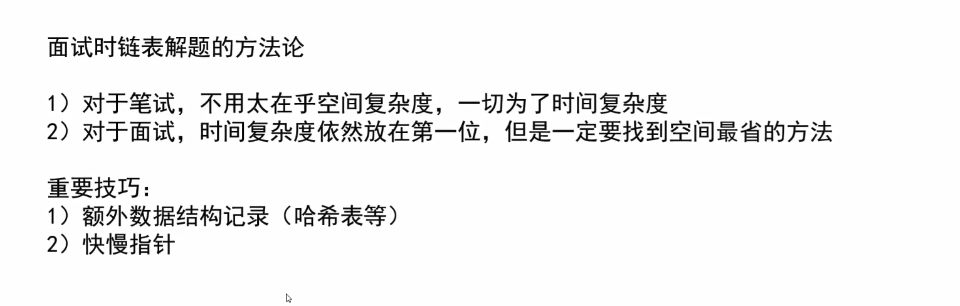 面试时链表解题的方法论
1）对于笔试，不用太在乎空间复杂度，一切为了时间复杂度
2）对于面试，时间复杂度依然放在第一位，但是一定要找到空间最省的方法
重要技巧：
1）额外数据结构记录（哈希表等）
2）快慢指针